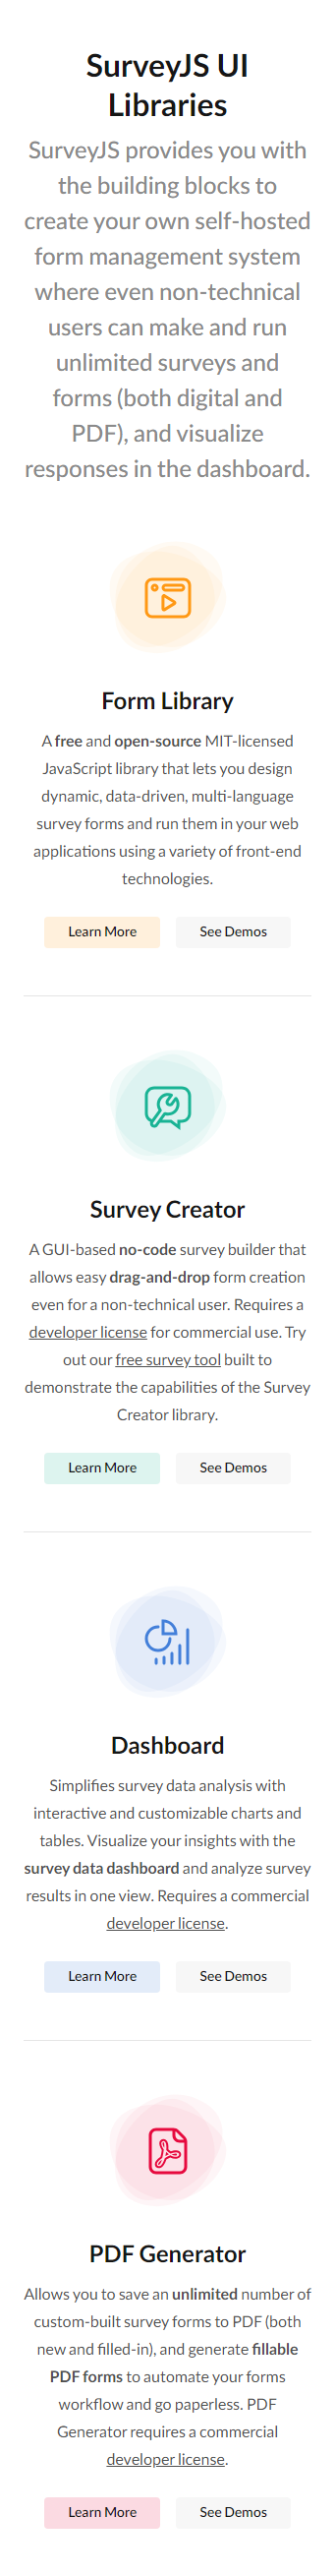 SurveyJS UI
Libraries
SurveyJS provides you with
the building blocks to
create your own self-hosted
form management system
where even non-technical
users can make and run
unlimited surveys and
forms (both digital and
PDF), and visualize
responses in the dashboard.
Form Library
A free and open-source MIT-licensed
JavaScript library that lets you design
dynamic, data-driven, multi-language
survey forms and run them in your web
applications using a variety of front-end
technologies.
Learn More See Demos
Survey Creator
A GUI-based no-code survey builder that
allows easy drag-and-drop form creation
even for a non-technical user. Requires a
developer license for commercial use. Try
out our free survey tool built to
demonstrate the capabilities of the Survey
Creator library.
Learn More See Demos
Dashboard
Simplifies survey data analysis with
interactive and customizable charts and
tables. Visualize your insights with the
survey data dashboard and analyze survey
results in one view. Requires a commercial
developer license.
Learn More See Demos
PDF Generator
Allows you to save an unlimited number of
custom-built survey forms to PDF (both
new and filled-in), and generate fillable
PDF forms to automate your forms
workflow and go paperless. PDF
Generator requires a commercial
developer license.
Learn More See Demos